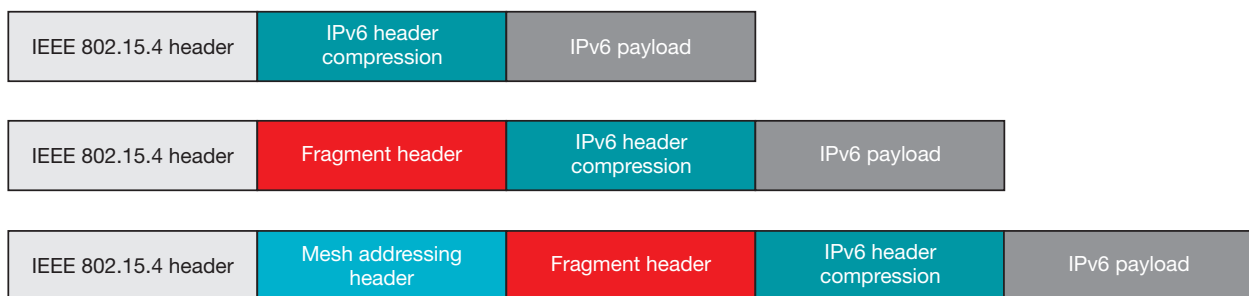 IEEE 802.15.4 header
IPv6 header
compression
IPv6 payload
IEEE 802.15.4 header
Fragment header
IPv6 header
compression
IPv6 payload
IEEE 802.15.4 header
Mesh addressing
header
Fragment header
IPv6 header
compression
IPv6 payload